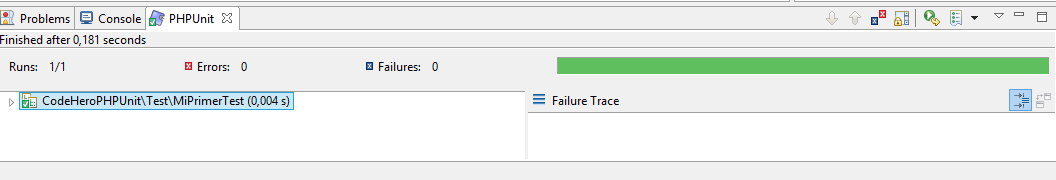 Problems Console PHPUnit
Finished after 0,181 seconds
Runs: 1/1 Errors: 0 Failures: 0
CodeHeroPHPUnit\Test\MiPrimerTest (0,004 s)
Failure Trace